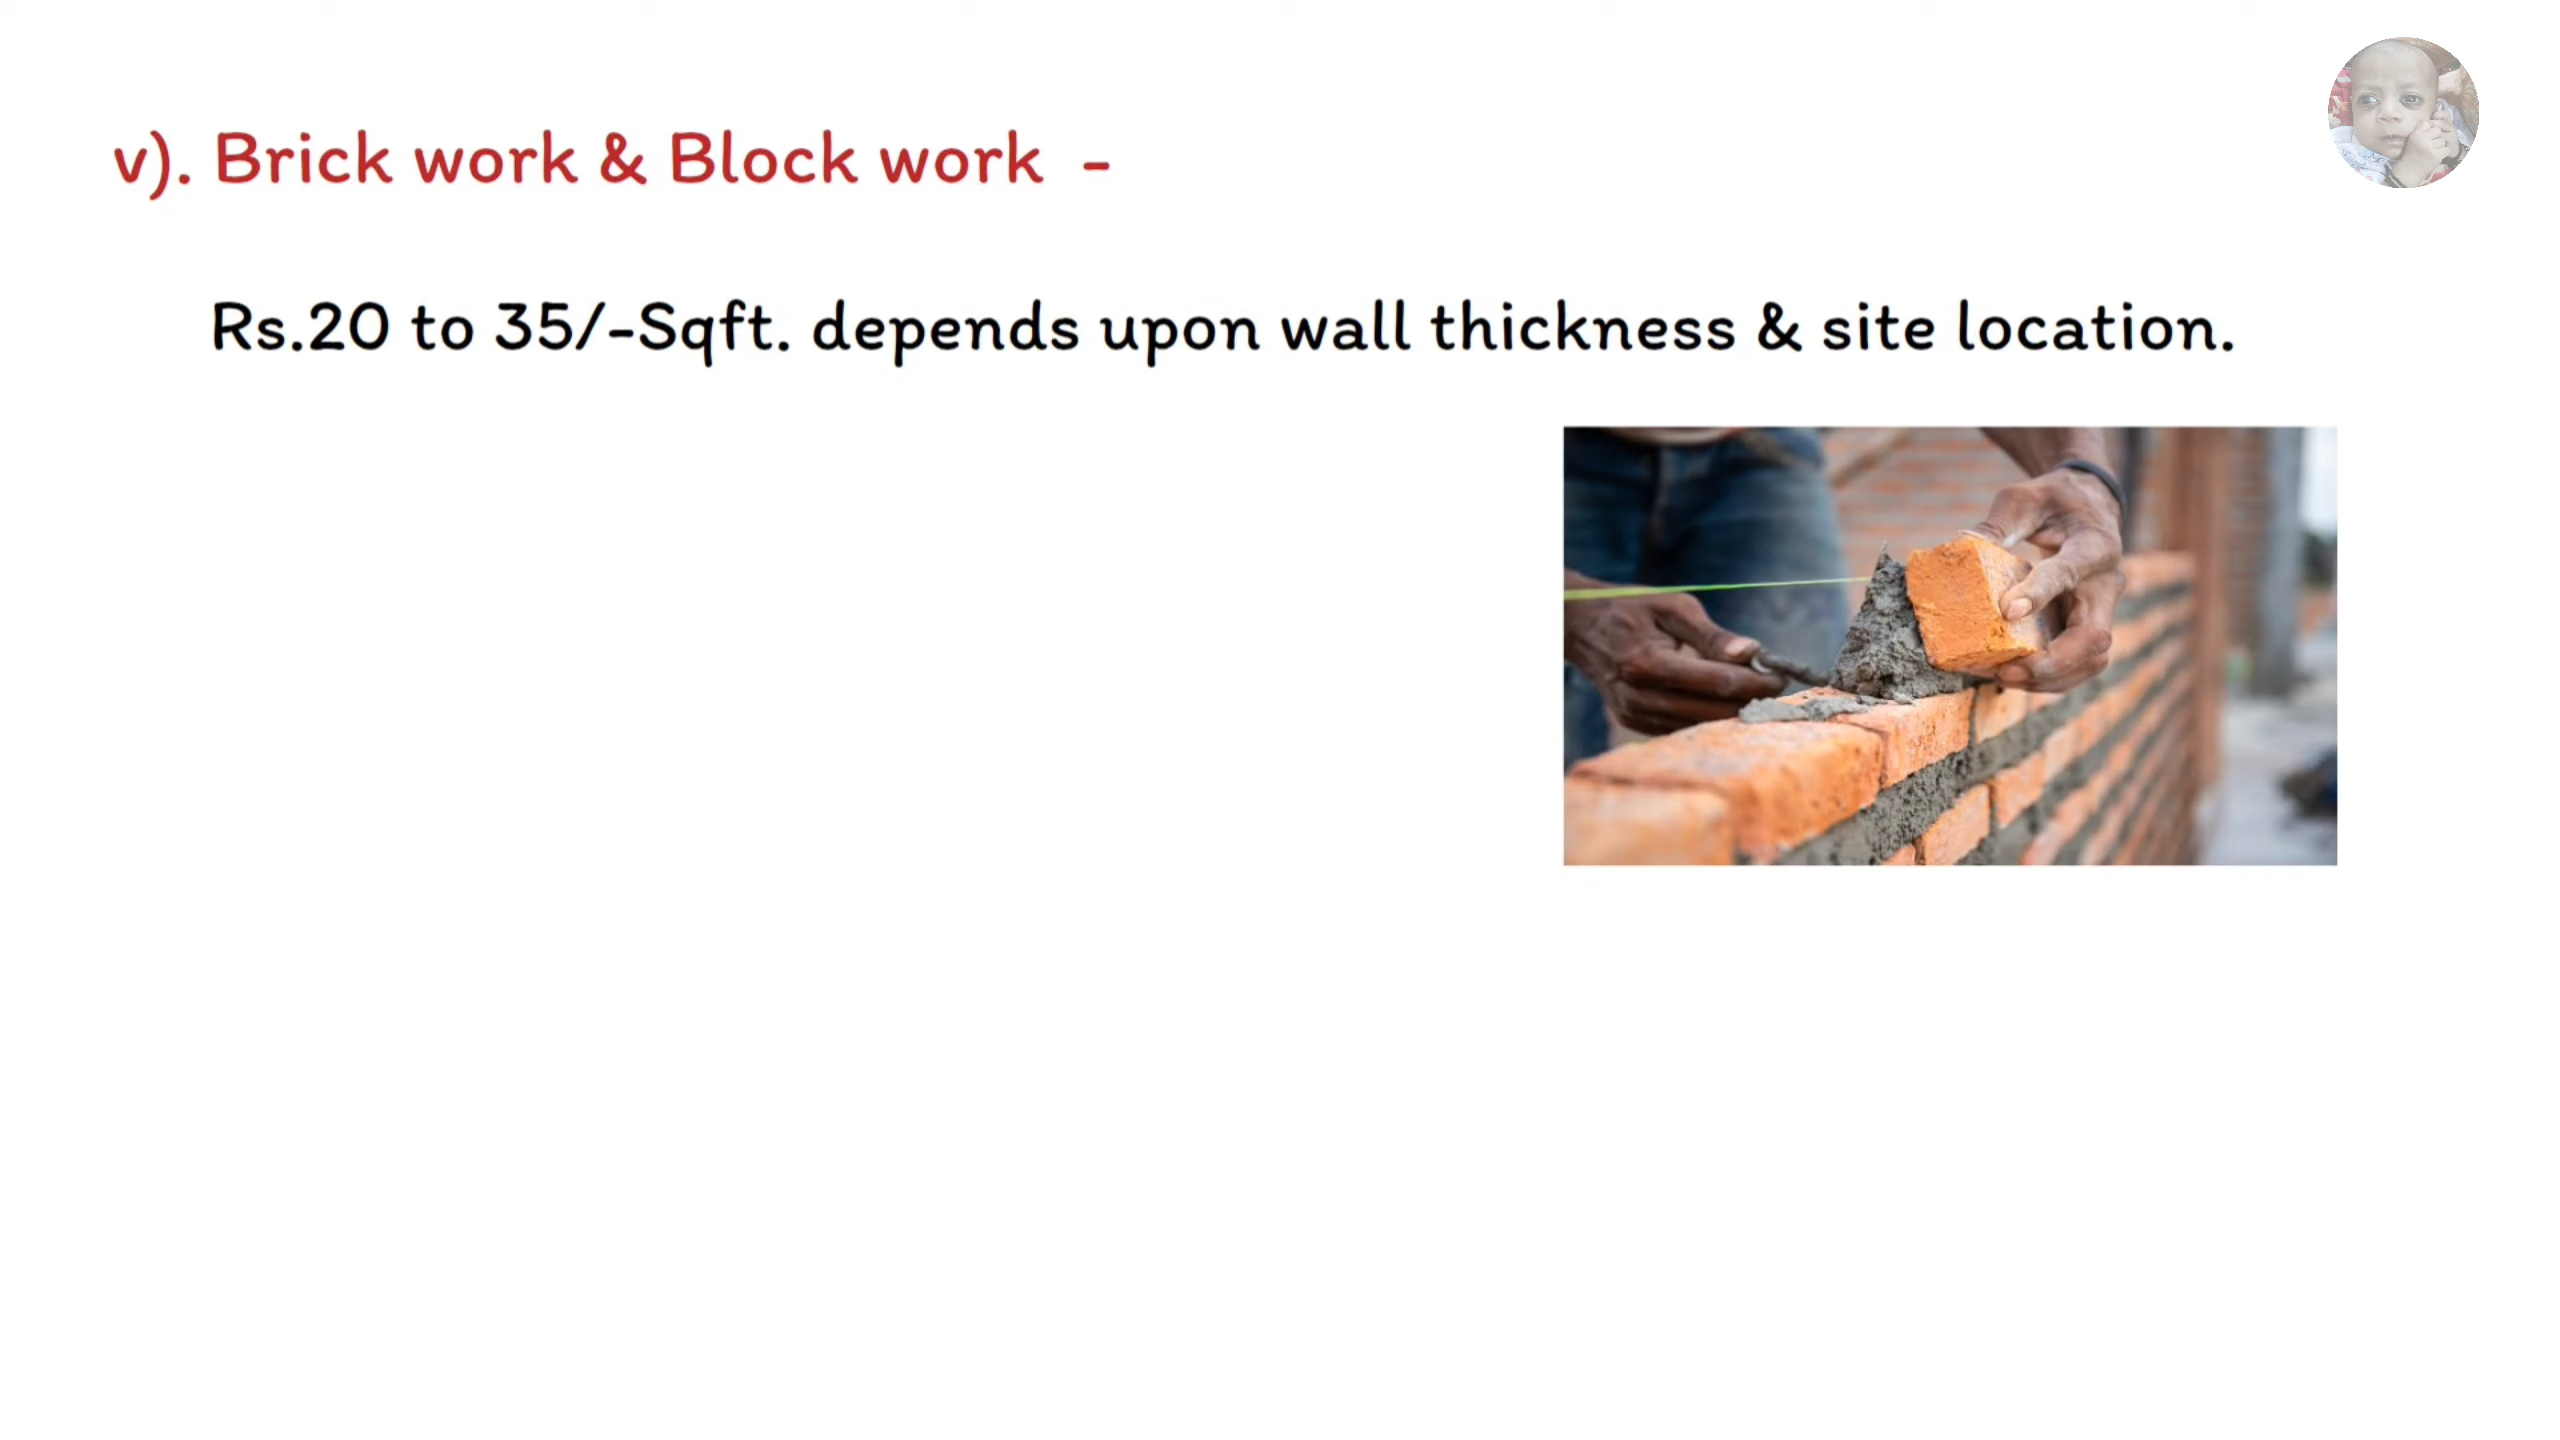 v). Brick work & Block work -
Rs.20 to 35/-Sqft. depends upon wall thickness & site location.